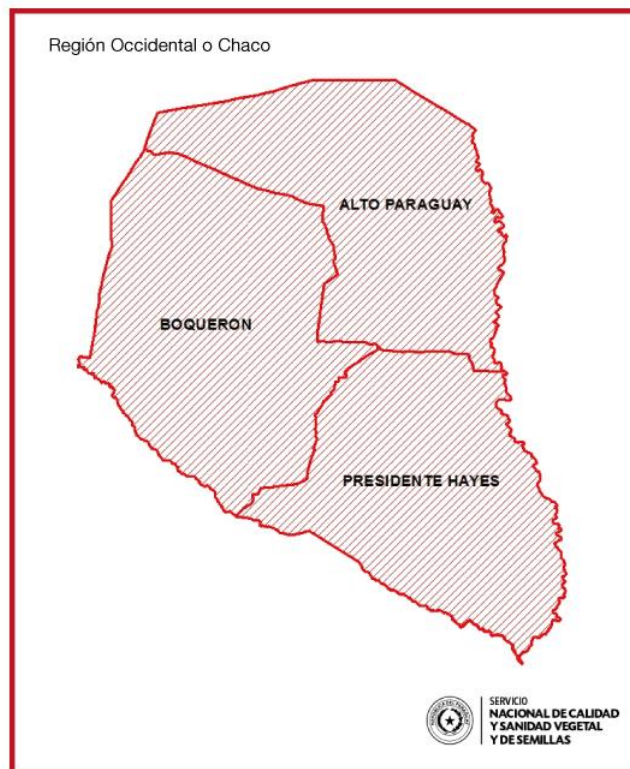 Región Occidental o Chaco
ALTO PARAGUAY
BOQUERON
PRESIDENTE HAYES
SERVICIO
NACIONAL DE CALIDAD
Y SANIDAD VEGETAL
Y DE SEMILLAS